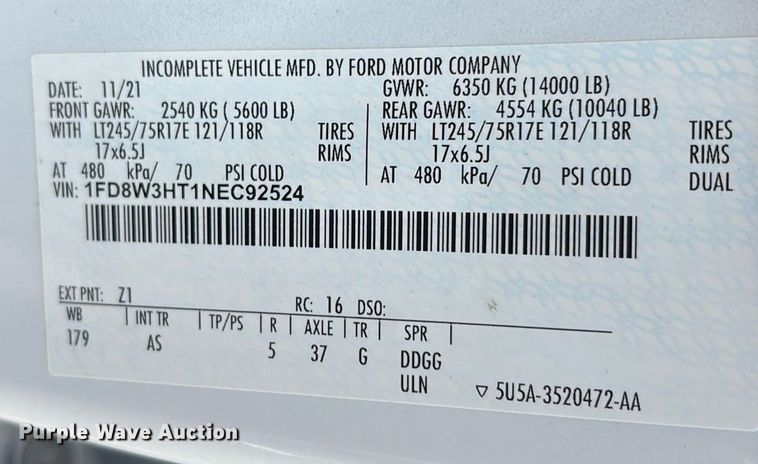 INCOMPLETE VEHICLE MFD. BY FORD MOTOR COMPANY
DATE: 11/21 GVWR: 6350 KG (14000 LB)
FRONT GAWR: 2540 KG ( 5600 LB) REAR GAWR: 4554 KG (10040 LB)
WITH LT245/75R17E 121/118R TIRES WITH LT245/75R17E 121/118R TIRES
17x6.5J RIMS 17x6.5J RIMS
AT 480 kPa/ 70 PSI COLD AT 480 kPa/ 70 PSI COLD DUAL
VIN: 1FD8W3HT1NEC92524
EXT PNT: Z1 RC: 16 DSO:
WB INT TR TP/PS R AXLE TR SPR
179 AS 5 37 G DDGG
ULN ▽ 5U5A-3520472-AA
Purple Wave Auction